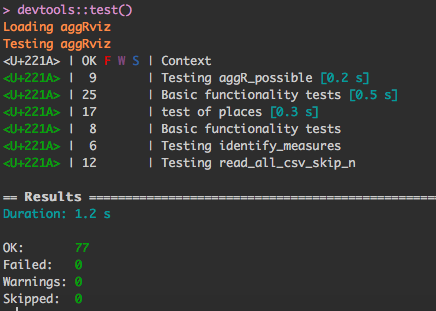 > devtools::test()
Loading aggRviz
Testing aggRviz
<U+221A> | OK F W S | Context
<U+221A> | 9 | Testing aggR_possible [0.2 s]
<U+221A> | 25 | Basic functionality tests [0.5 s]
<U+221A> | 17 | test of places [0.3 s]
<U+221A> | 8 | Basic functionality tests
<U+221A> | 6 | Testing identify_measures
<U+221A> | 12 | Testing read_all_csv_skip_n
== Results ================================================
Duration: 1.2 s
OK: 77
Failed: 0
Warnings: 0
Skipped: 0